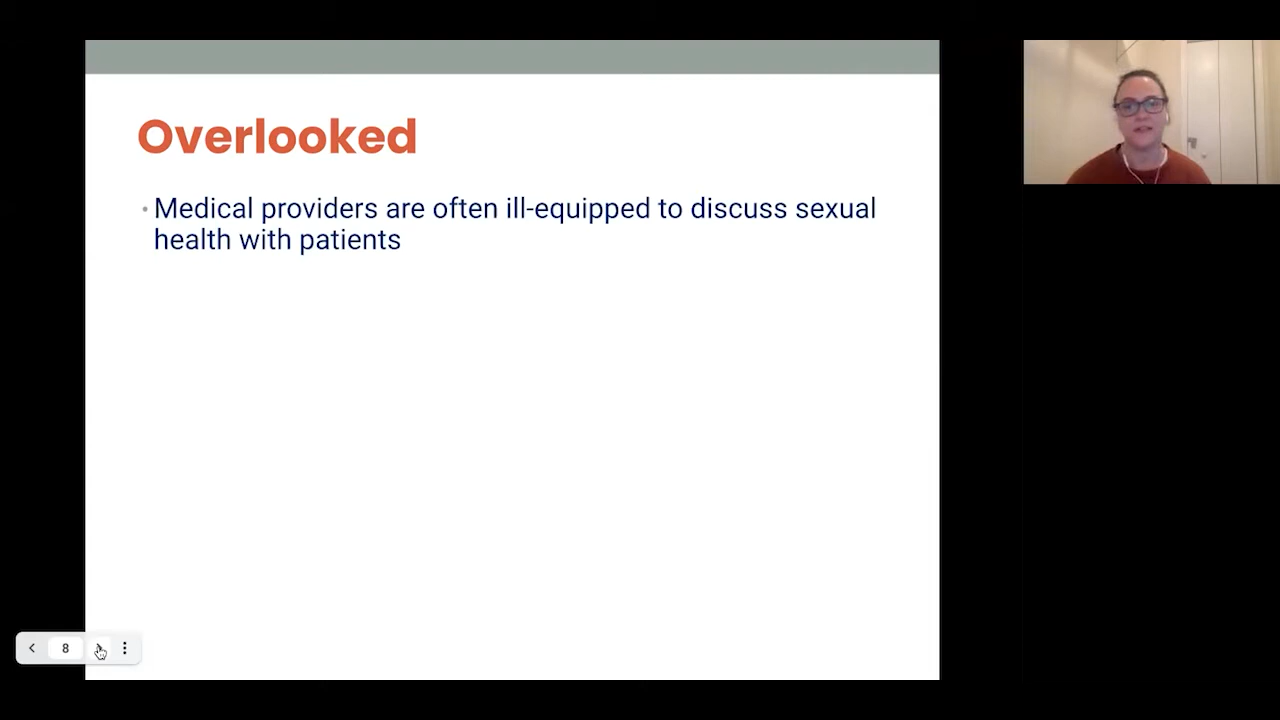 Overlooked
• Medical providers are often ill-equipped to discuss sexual
health with patients
8